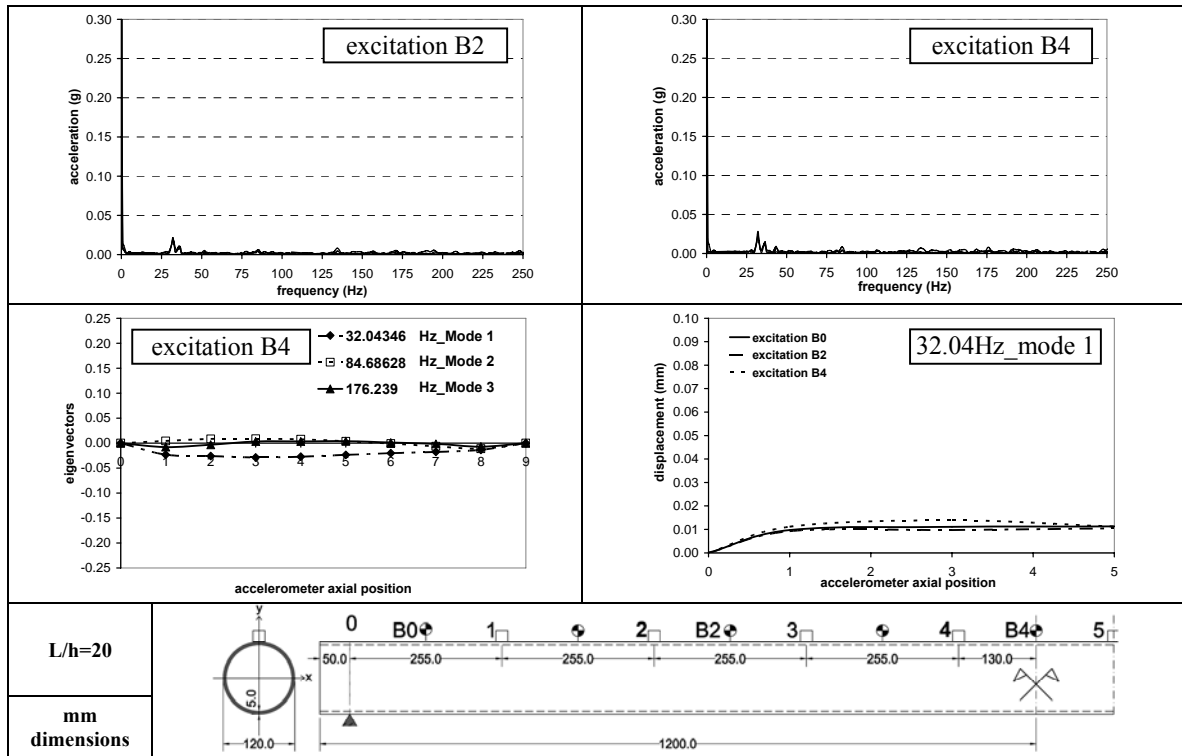 excitation B2
acceleration (g)
0.30
0.25
0.20
0.15
0.10
0.05
0.00
0 25 50 75 100 125 150 175 200 225 250
frequency (Hz)
excitation B4
acceleration (g)
0.30
0.25
0.20
0.15
0.10
0.05
0.00
0 25 50 75 100 125 150 175 200 225 250
frequency (Hz)
excitation B4
32.04346 Hz_Mode 1
84.68628 Hz_Mode 2
176.239 Hz_Mode 3
eigenvectors
0.25
0.20
0.15
0.10
0.05
0.00
-0.05
-0.10
-0.15
-0.20
-0.25
0 1 2 3 4 5 6 7 8 9
accelerometer axial position
32.04Hz_mode 1
excitation B0
excitation B2
excitation B4
displacement (mm)
0.10
0.09
0.08
0.07
0.06
0.05
0.04
0.03
0.02
0.01
0.00
0 1 2 3 4 5
accelerometer axial position
L/h=20
mm
dimensions
y
x
5.0
120.0
0 B0 1 2 B2 3 4 B4 5
50.0 255.0 255.0 255.0 255.0 130.0
1200.0